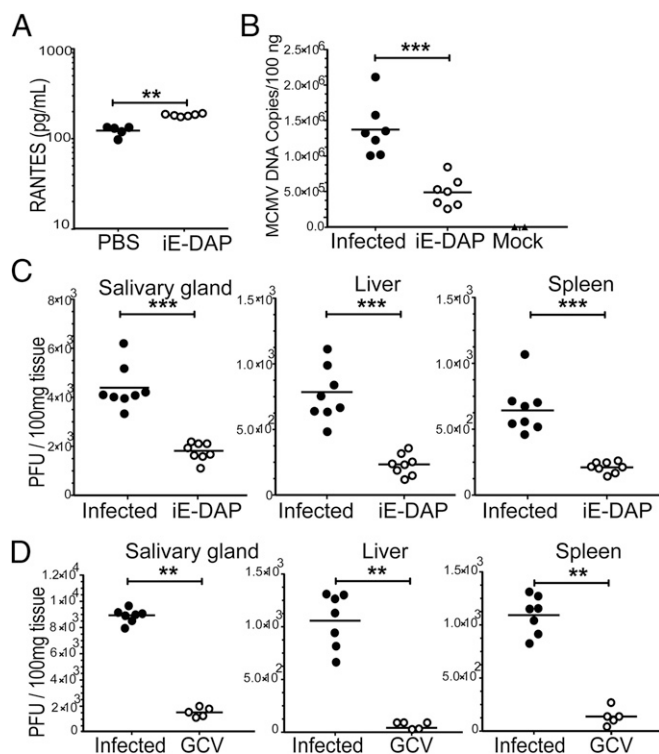 A
RANTES (pg/mL)
1000
100
10
**
PBS iE-DAP
B
MCMV DNA Copies/100 ng
2.5×10⁶
2.0×10⁶
1.5×10⁶
1.0×10⁶
5.0×10⁵
0.0
***
Infected iE-DAP Mock
C
PFU / 100mg tissue
Salivary gland
***
8×10³
6×10³
4×10³
2×10³
0
Infected iE-DAP
Liver
***
1.5×10³
1.0×10³
5.0×10²
0
Infected iE-DAP
Spleen
***
1.5×10³
1.0×10³
5.0×10²
0
Infected iE-DAP
D
PFU / 100mg tissue
Salivary gland
**
1.2×10⁴
1×10⁴
8×10³
6×10³
4×10³
2×10³
0
Infected GCV
Liver
**
1.5×10³
1.0×10³
5.0×10²
0
Infected GCV
Spleen
**
1.5×10³
1.0×10³
5.0×10²
0
Infected GCV